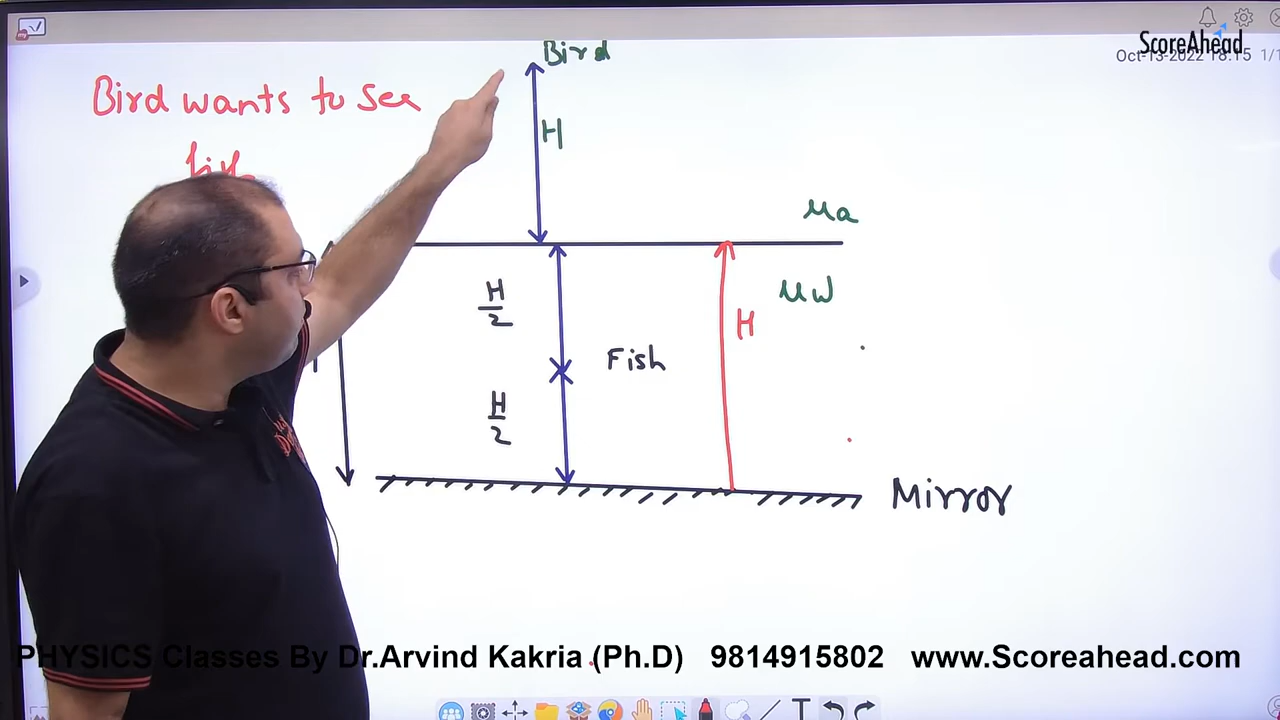 ScoreAhead
Oct-13-2022 18:15 1/1
Bird
Bird wants to see
H
μa
H/2
μw
H
Fish
H/2
Mirror
PHYSICS Classes By Dr.Arvind Kakria (Ph.D) 9814915802 www.Scoreahead.com